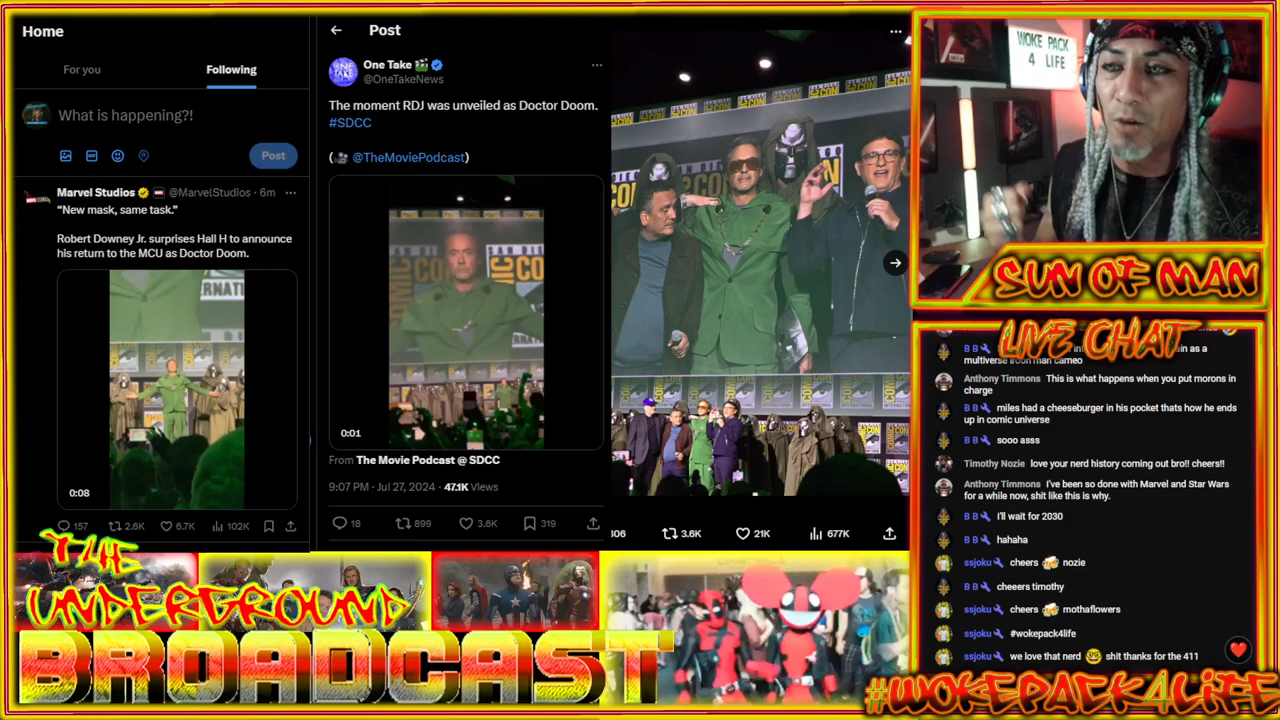 Home
For you
Following
What is happening?!
Post
Marvel Studios @MarvelStudios · 6m
“New mask, same task.”
Robert Downey Jr. surprises Hall H to announce
his return to the MCU as Doctor Doom.
0:08
157
2.6K
6.7K
102K
Post
One Take
@OneTakeNews
The moment RDJ was unveiled as Doctor Doom.
#SDCC
( @TheMoviePodcast)
0:01
From The Movie Podcast @ SDCC
9:07 PM · Jul 27, 2024 · 47.1K Views
18
899
3.6K
319
3.6K
21K
677K
WOKE PACK
4 LIFE
SUN OF MAN
LIVE CHAT
B B
multiverse iron man cameo
Anthony Timmons This is what happens when you put morons in
charge
B B miles had a cheeseburger in his pocket thats how he ends
up in comic universe
B B sooo asss
Timothy Nozie love your nerd history coming out bro!! cheers!!
Anthony Timmons I've been so done with Marvel and Star Wars
for a while now, shit like this is why.
B B I'll wait for 2030
B B hahaha
ssjoku cheers 🍻 nozie
B B cheeers timothy
ssjoku cheers 🍻 mothaflowers
ssjoku #wokepack4life
ssjoku we love that nerd 🤓 shit thanks for the 411
THE
UNDERGROUND
BROADCAST
#WOKEPACK4LIFE